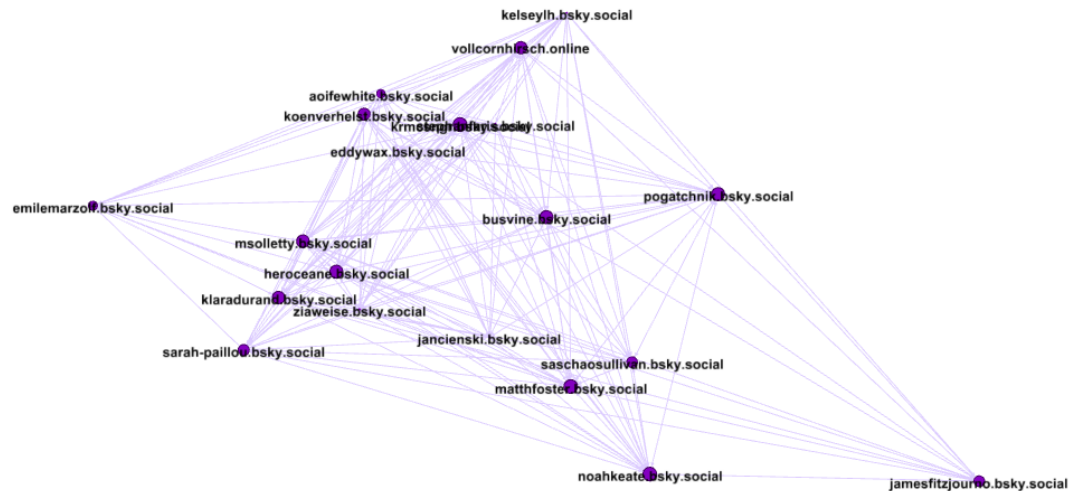 kelseylh.bsky.social
vollcornhirsch.online
aoifewhite.bsky.social
koenverhelst.bsky.social
eddywax.bsky.social
pogatchnik.bsky.social
emilemarzolf.bsky.social
busvine.bsky.social
msolletty.bsky.social
heroceane.bsky.social
klaradurand.bsky.social
ziaweise.bsky.social
jancienski.bsky.social
sarah-paillou.bsky.social
saschaosullivan.bsky.social
matthfoster.bsky.social
noahkeate.bsky.social
jamesfitzjourno.bsky.social